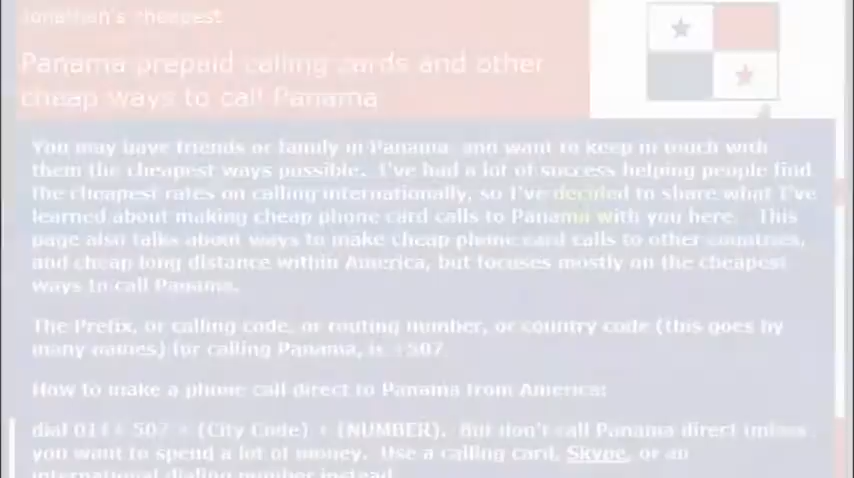 Jonathan's cheapest
Panama prepaid calling cards and other
cheap ways to call Panama
You may have friends or family in Panama, and want to keep in touch with
them the cheapest ways possible. I've had a lot of success helping people find
the cheapest rates on calling internationally, so I've decided to share what I've
learned about making cheap phone card calls to Panama with you here. This
page also talks about ways to make cheap phone card calls to other countries,
and cheap long distance within America, but focuses mostly on the cheapest
ways to call Panama.
The Prefix, or calling code, or routing number, or country code (this goes by
many names) for calling Panama, is +507
How to make a phone call direct to Panama from America:
dial 011+ 507 + (City Code) + (NUMBER). But don't call Panama direct unless
you want to spend a lot of money. Use a calling card, Skype, or an
international dialing number instead